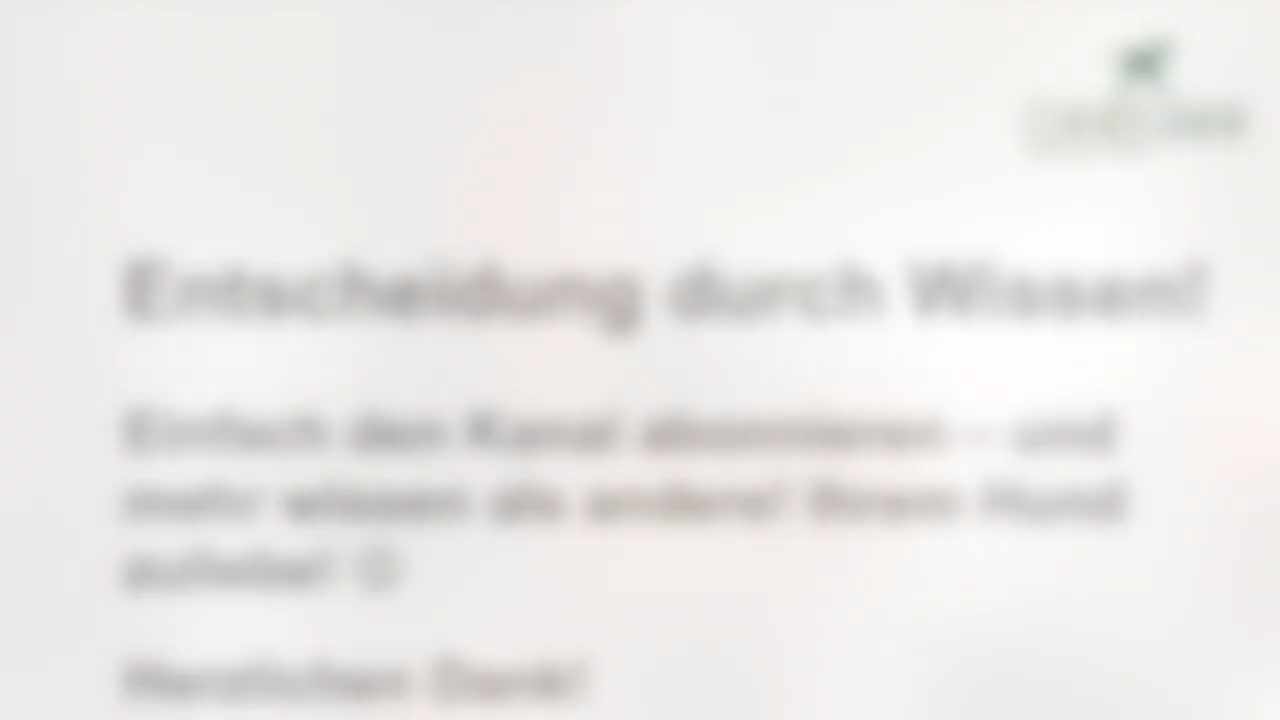 Entscheidung durch Wissen!
Einfach den Kanal abonnieren – und
mehr wissen als andere! Ihrem Hund
zuliebe! ☺
Herzlichen Dank!